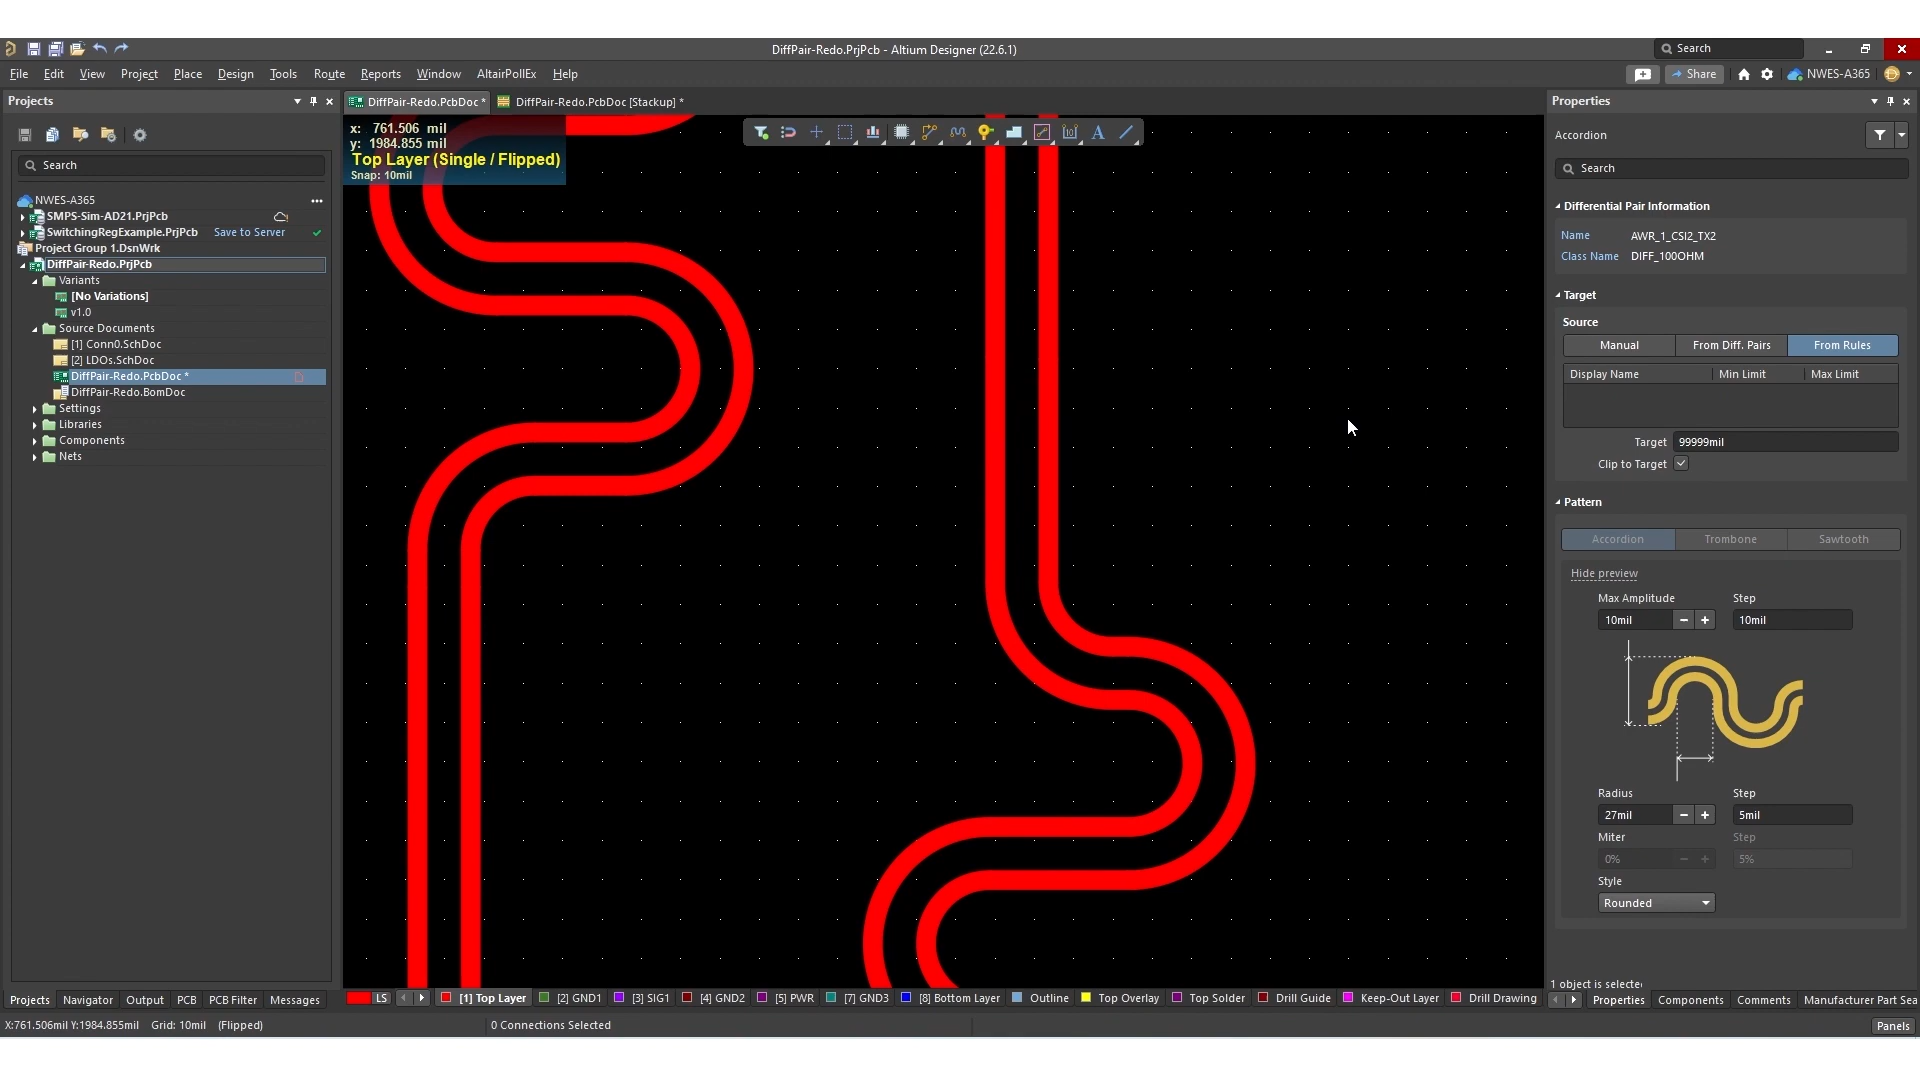 DiffPair-Redo.PrjPcb - Altium Designer (22.6.1)
Search
File Edit View Project Place Design Tools Route Reports Window AltairPollEx Help
Share
NWES-A365
Projects
DiffPair-Redo.PcbDoc *
DiffPair-Redo.PcbDoc [Stackup] *
Properties
x: 761.506 mil
y: 1984.855 mil
Top Layer (Single / Flipped)
Snap: 10mil
Search
NWES-A365
SMPS-Sim-AD21.PrjPcb
SwitchingRegExample.PrjPcb Save to Server
Project Group 1.DsnWrk
DiffPair-Redo.PrjPcb
Variants
[No Variations]
v1.0
Source Documents
[1] Conn0.SchDoc
[2] LDOs.SchDoc
DiffPair-Redo.PcbDoc *
DiffPair-Redo.BomDoc
Settings
Libraries
Components
Nets
Accordion
Search
Differential Pair Information
Name AWR_1_CSI2_TX2
Class Name DIFF_100OHM
Target
Source
Manual From Diff. Pairs From Rules
Display Name Min Limit Max Limit
Target 99999mil
Clip to Target
Pattern
Accordion Trombone Sawtooth
Hide preview
Max Amplitude Step
10mil 10mil
Radius Step
27mil 5mil
Miter Step
0% 5%
Style
Rounded
1 object is selected
Projects Navigator Output PCB PCB Filter Messages
LS [1] Top Layer [2] GND1 [3] SIG1 [4] GND2 [5] PWR [7] GND3 [8] Bottom Layer Outline Top Overlay Top Solder Drill Guide Keep-Out Layer Drill Drawing
Properties Components Comments Manufacturer Part Sea
X:761.506mil Y:1984.855mil Grid: 10mil (Flipped)
0 Connections Selected
Panels